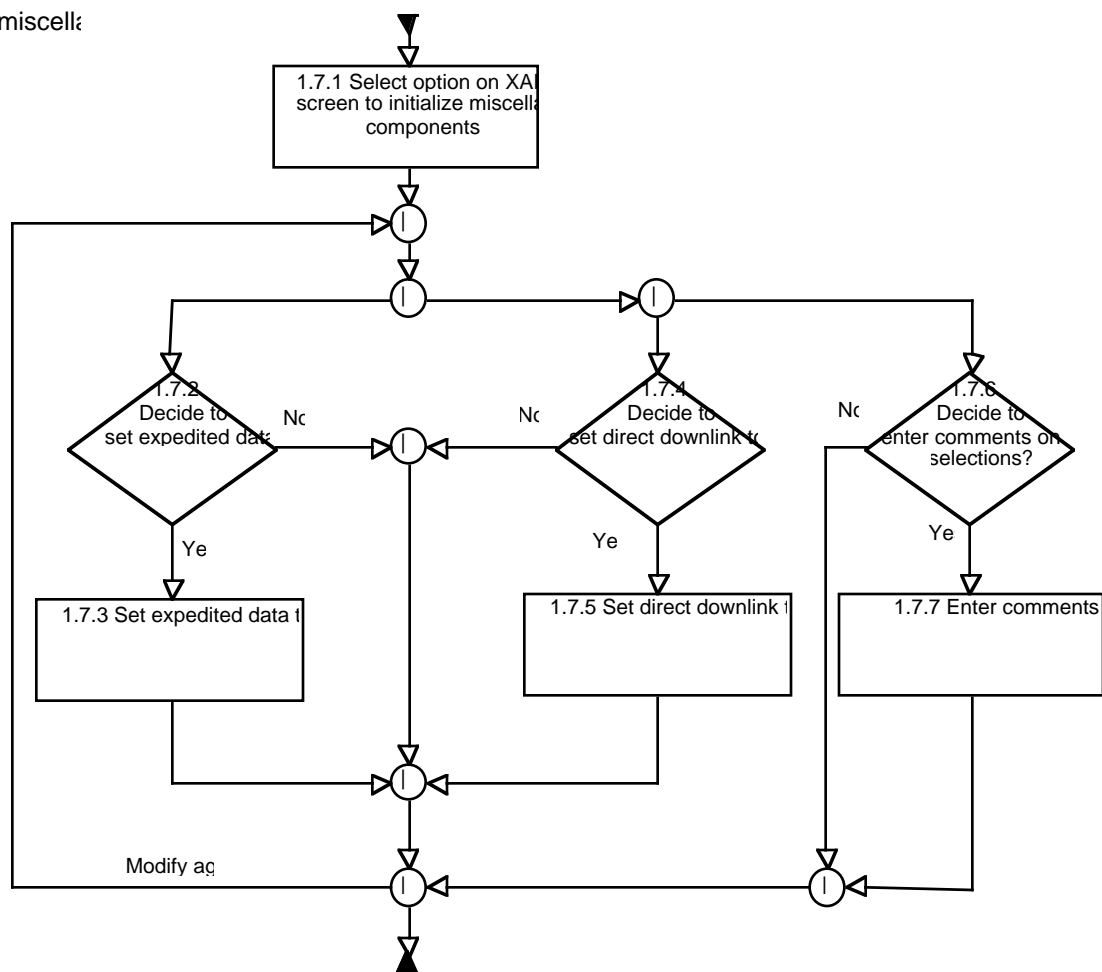 miscella
1.7.1 Select option on XAI
screen to initialize miscella
components
1.7.2
Decide to
set expedited data
No
No
1.7.4
Decide to
set direct downlink to
No
1.7.6
Decide to
enter comments on
selections?
Ye
Ye
Ye
1.7.3 Set expedited data t
1.7.5 Set direct downlink t
1.7.7 Enter comments
Modify ag